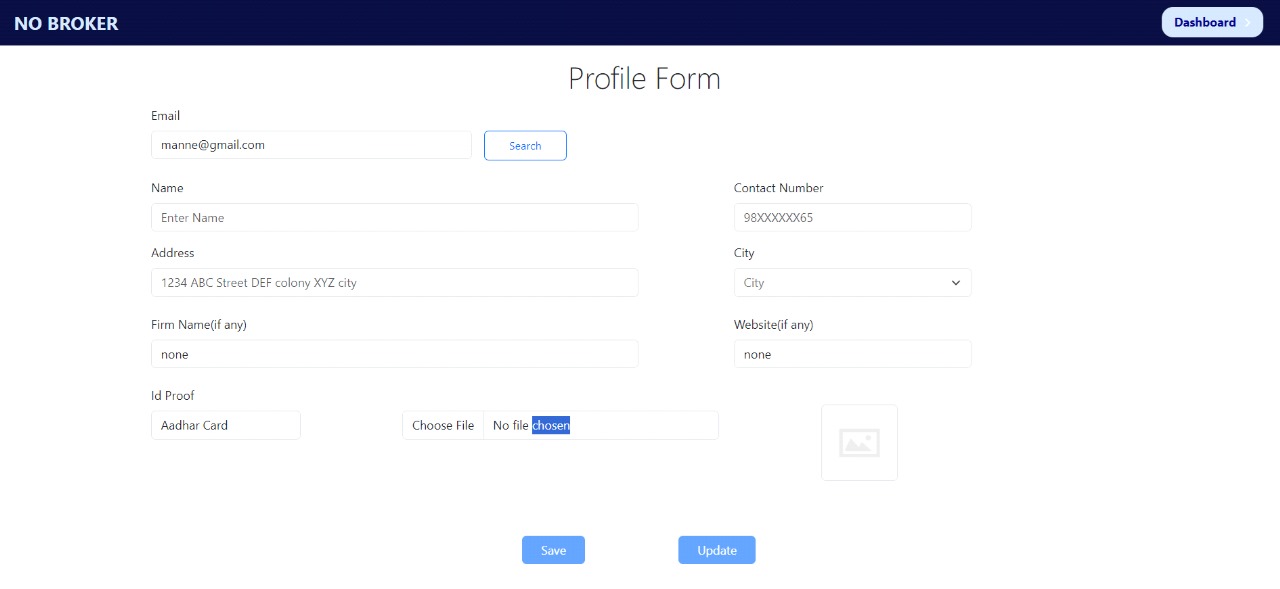 NO BROKER
Dashboard
Profile Form
Email
manne@gmail.com
Search
Name
Contact Number
Enter Name
98XXXXXX65
Address
City
1234 ABC Street DEF colony XYZ city
City
Firm Name(if any)
Website(if any)
none
none
Id Proof
Aadhar Card
Choose File
No file chosen
Save
Update